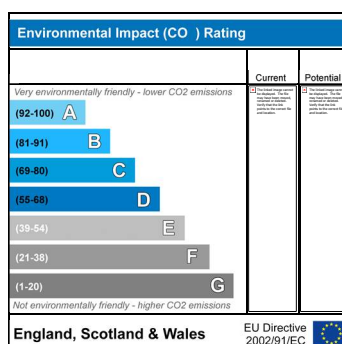 Environmental Impact (CO ) Rating
Current Potential
Very environmentally friendly - lower CO2 emissions
(92-100) A
(81-91) B
(69-80) C
(55-68) D
(39-54) E
(21-38) F
(1-20) G
Not environmentally friendly - higher CO2 emissions
England, Scotland & Wales
EU Directive
2002/91/EC